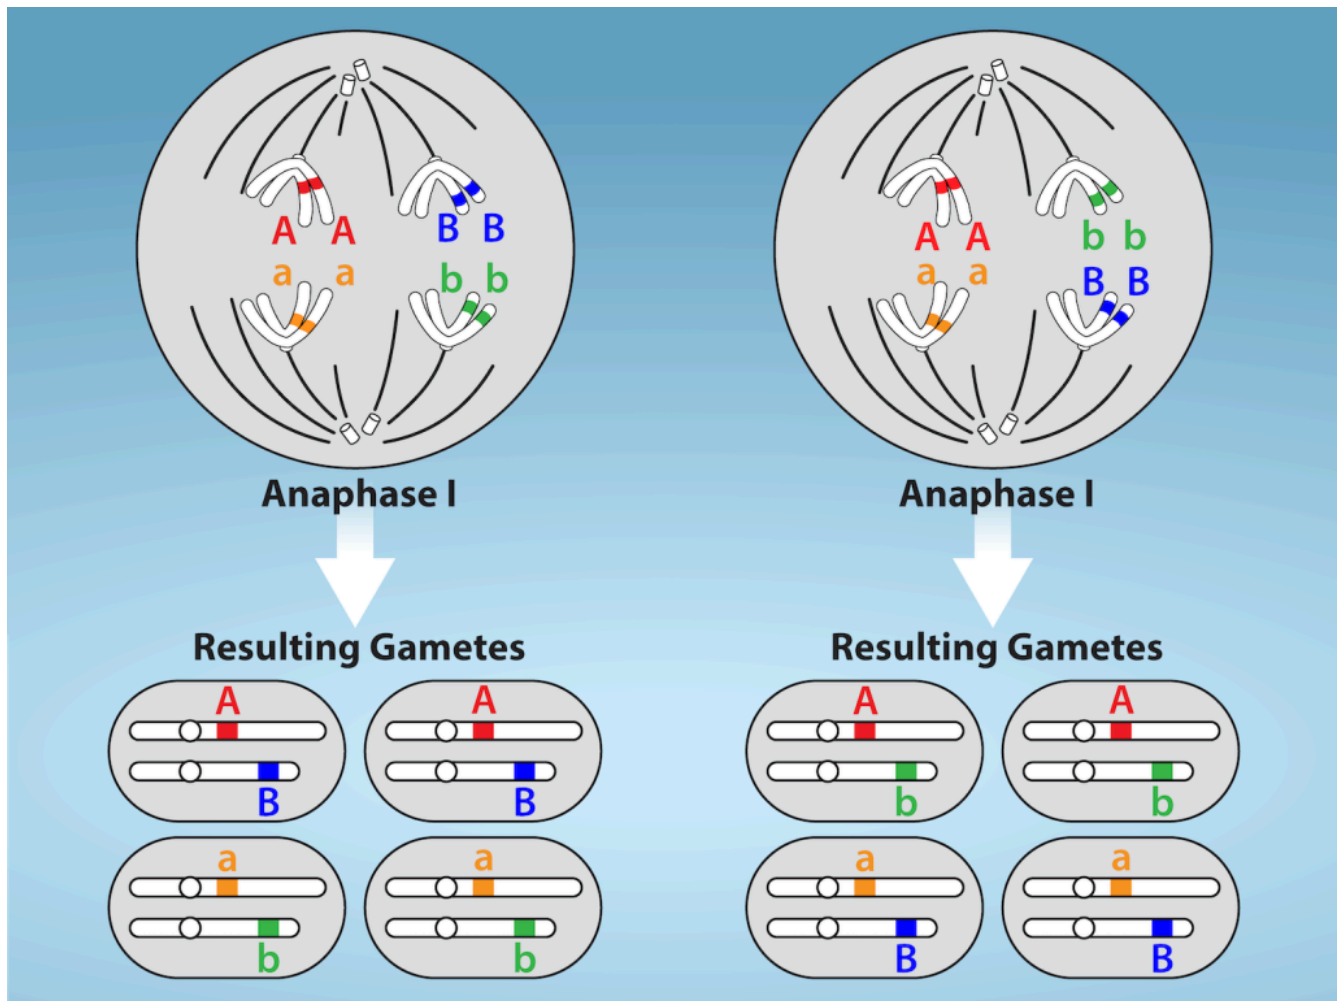 A A B B
a a b b
Anaphase I
Resulting Gametes
A A
B B
a a
b b
A A b b
a a B B
Anaphase I
Resulting Gametes
A A
b b
a a
B B